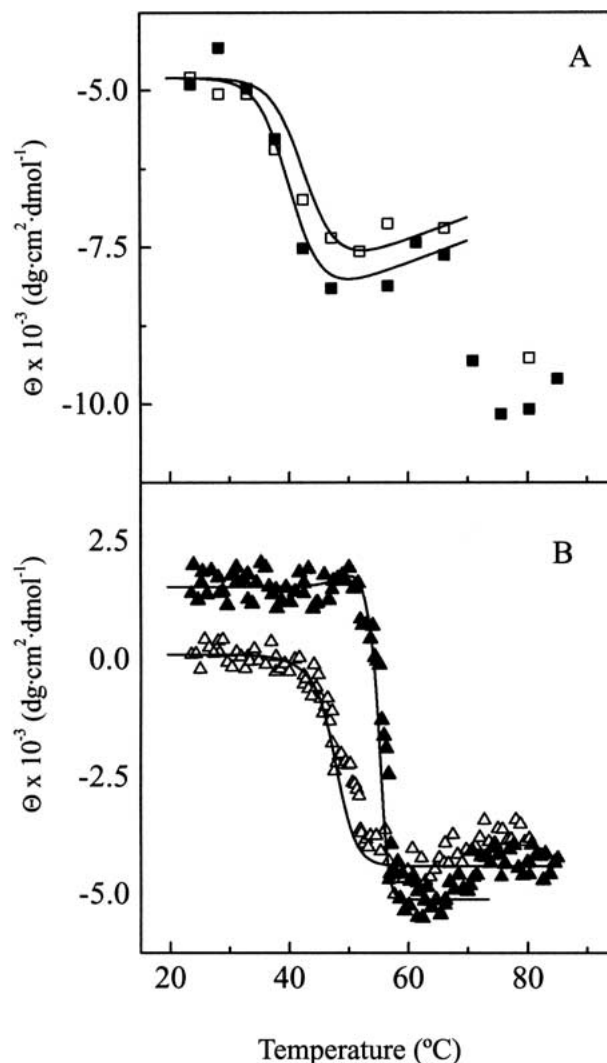 A
-5.0
-7.5
-10.0
Θ x 10⁻³ (dg·cm²·dmol⁻¹)
B
2.5
0.0
-2.5
-5.0
Θ x 10⁻³ (dg·cm²·dmol⁻¹)
20 40 60 80
Temperature (ºC)